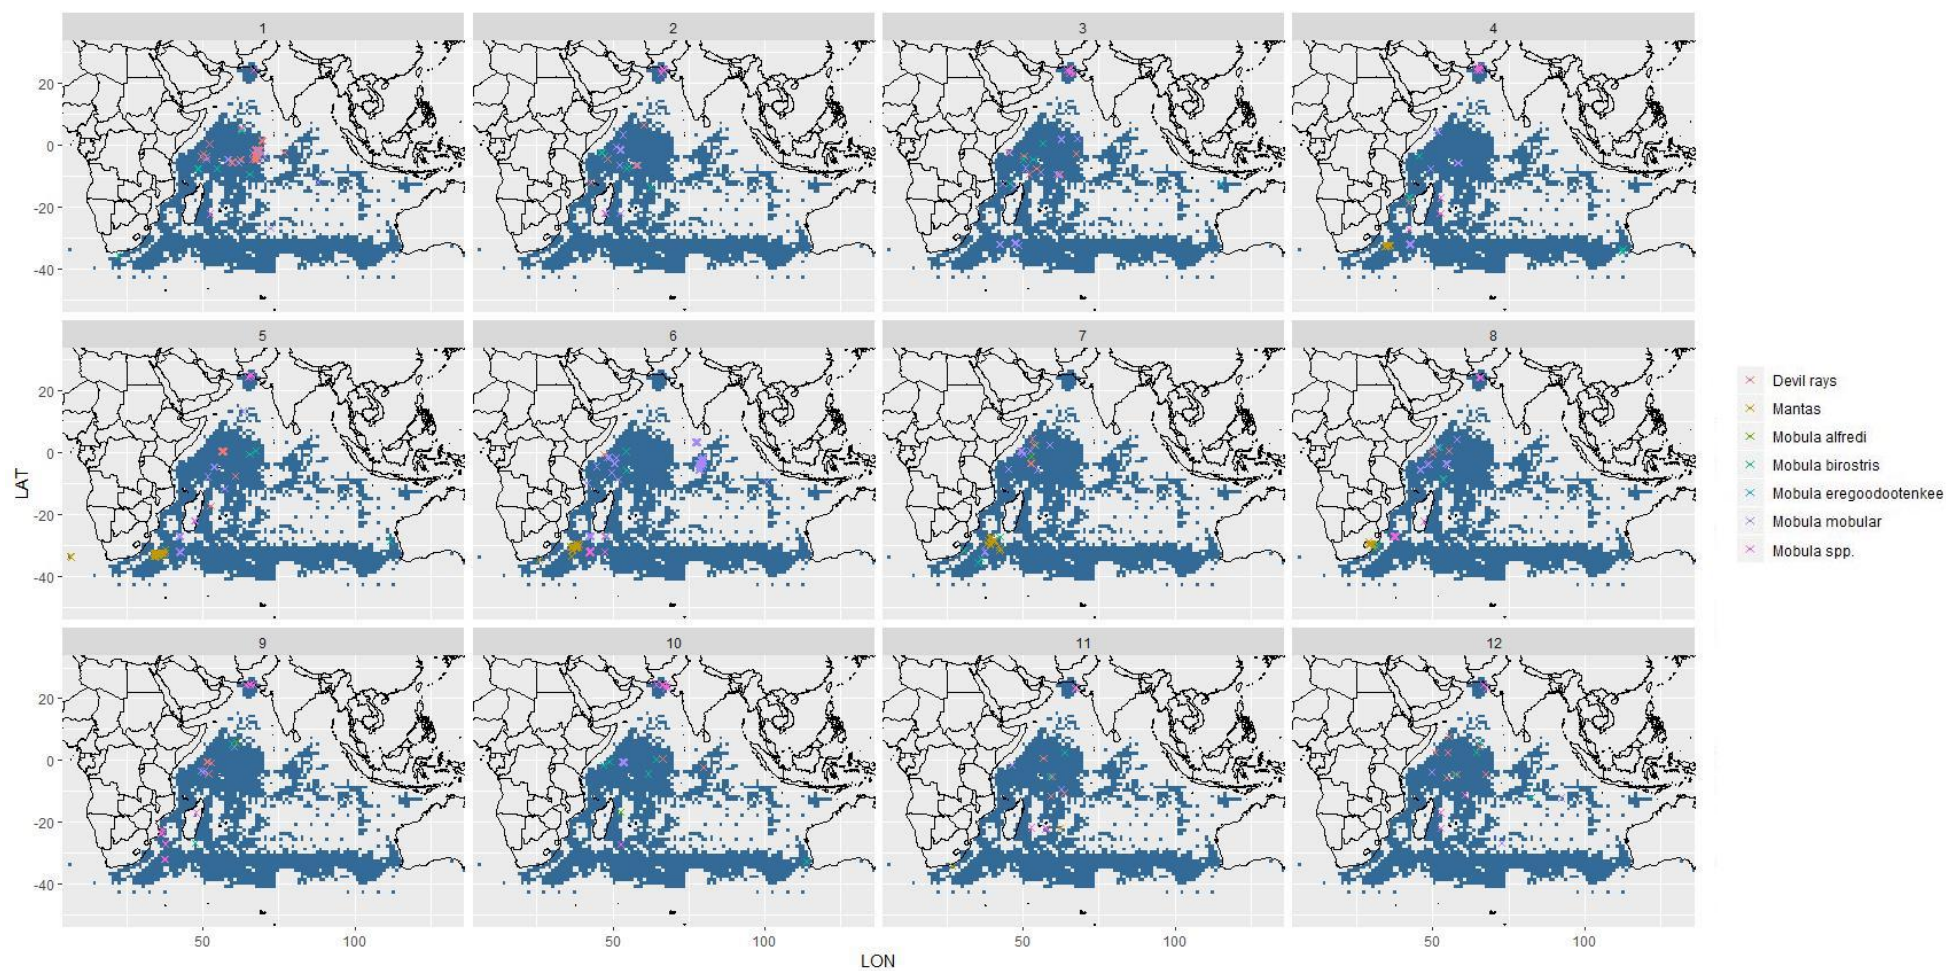 1 2 3 4
20
0
-20
-40
5 6 7 8
20
0
-20
-40
9 10 11 12
20
0
-20
-40
50 100 50 100 50 100 50 100
LON
LAT
Devil rays
Mantas
Mobula alfredi
Mobula birostris
Mobula eregoodootenkee
Mobula mobular
Mobula spp.